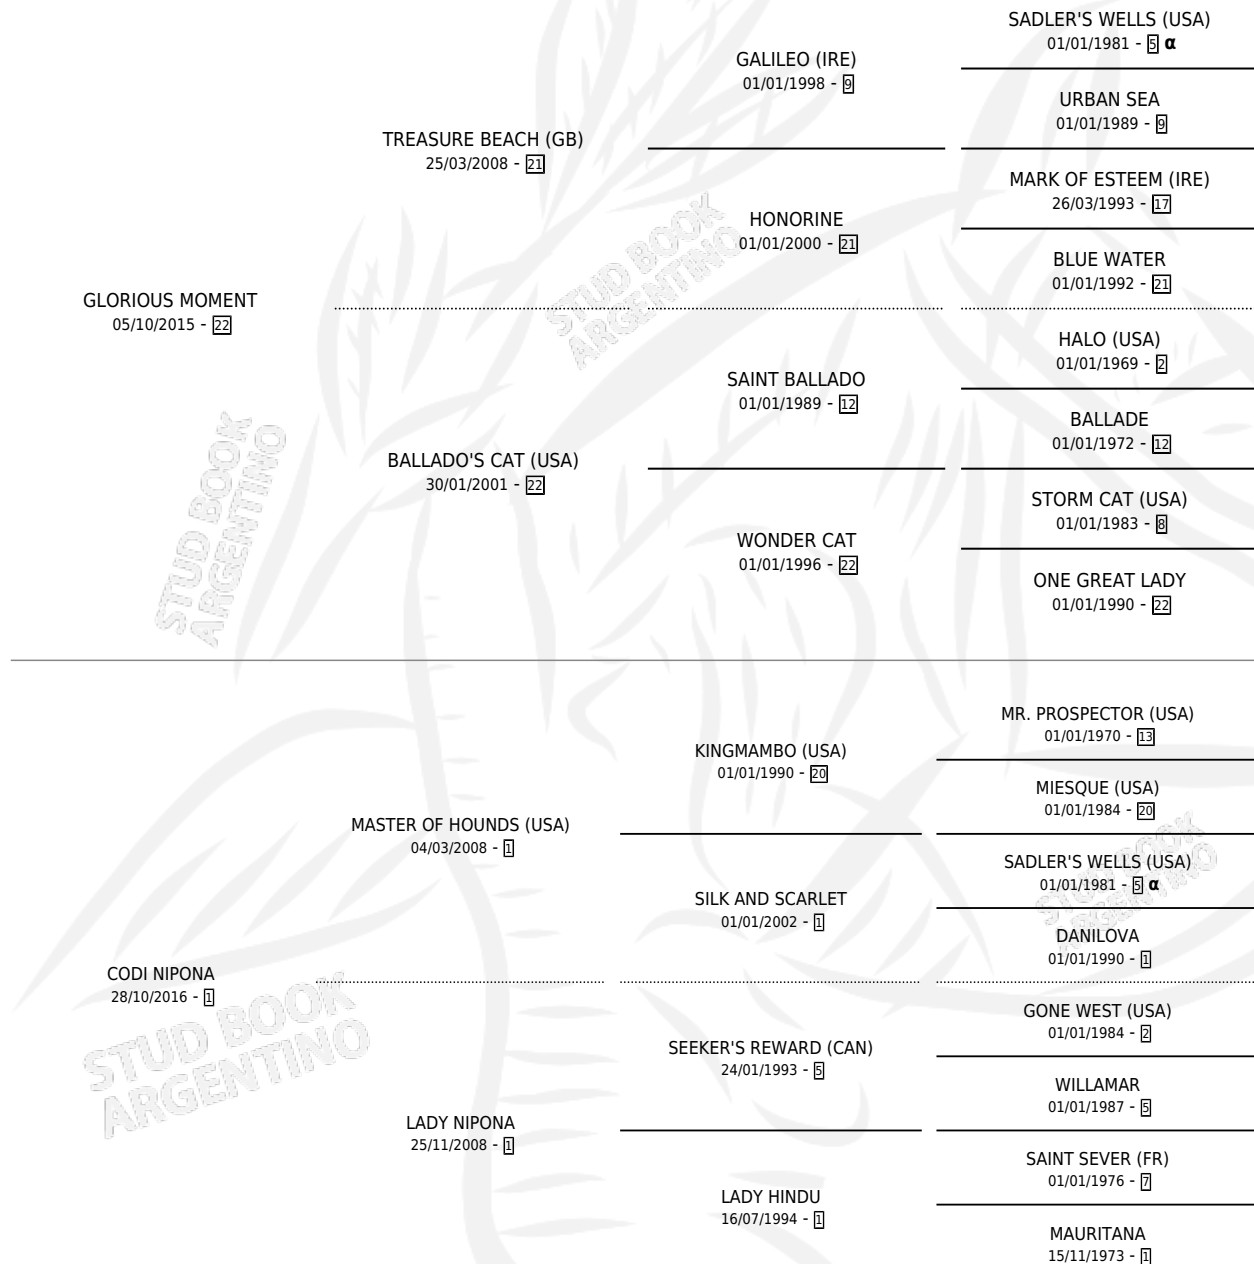 SADLER'S WELLS (USA)
01/01/1981 - 5 α
GALILEO (IRE)
01/01/1998 - 9
URBAN SEA
01/01/1989 - 9
TREASURE BEACH (GB)
25/03/2008 - 21
MARK OF ESTEEM (IRE)
26/03/1993 - 17
HONORINE
01/01/2000 - 21
BLUE WATER
01/01/1992 - 21
GLORIOUS MOMENT
05/10/2015 - 22
HALO (USA)
01/01/1969 - 2
SAINT BALLADO
01/01/1989 - 12
BALLADE
01/01/1972 - 12
BALLADO'S CAT (USA)
30/01/2001 - 22
STORM CAT (USA)
01/01/1983 - 8
WONDER CAT
01/01/1996 - 22
ONE GREAT LADY
01/01/1990 - 22
MR. PROSPECTOR (USA)
01/01/1970 - 13
KINGMAMBO (USA)
01/01/1990 - 20
MIESQUE (USA)
01/01/1984 - 20
MASTER OF HOUNDS (USA)
04/03/2008 - 1
SADLER'S WELLS (USA)
01/01/1981 - 5 α
SILK AND SCARLET
01/01/2002 - 1
DANILOVA
01/01/1990 - 1
CODI NIPONA
28/10/2016 - 1
GONE WEST (USA)
01/01/1984 - 2
SEEKER'S REWARD (CAN)
24/01/1993 - 5
WILLAMAR
01/01/1987 - 5
LADY NIPONA
25/11/2008 - 1
SAINT SEVER (FR)
01/01/1976 - 7
LADY HINDU
16/07/1994 - 1
MAURITANA
15/11/1973 - 1
STUD BOOK
ARGENTINO
STUD BOOK
ARGENTINO
STUD BOOK
ARGENTINO
STUD BOOK
ARGENTINO